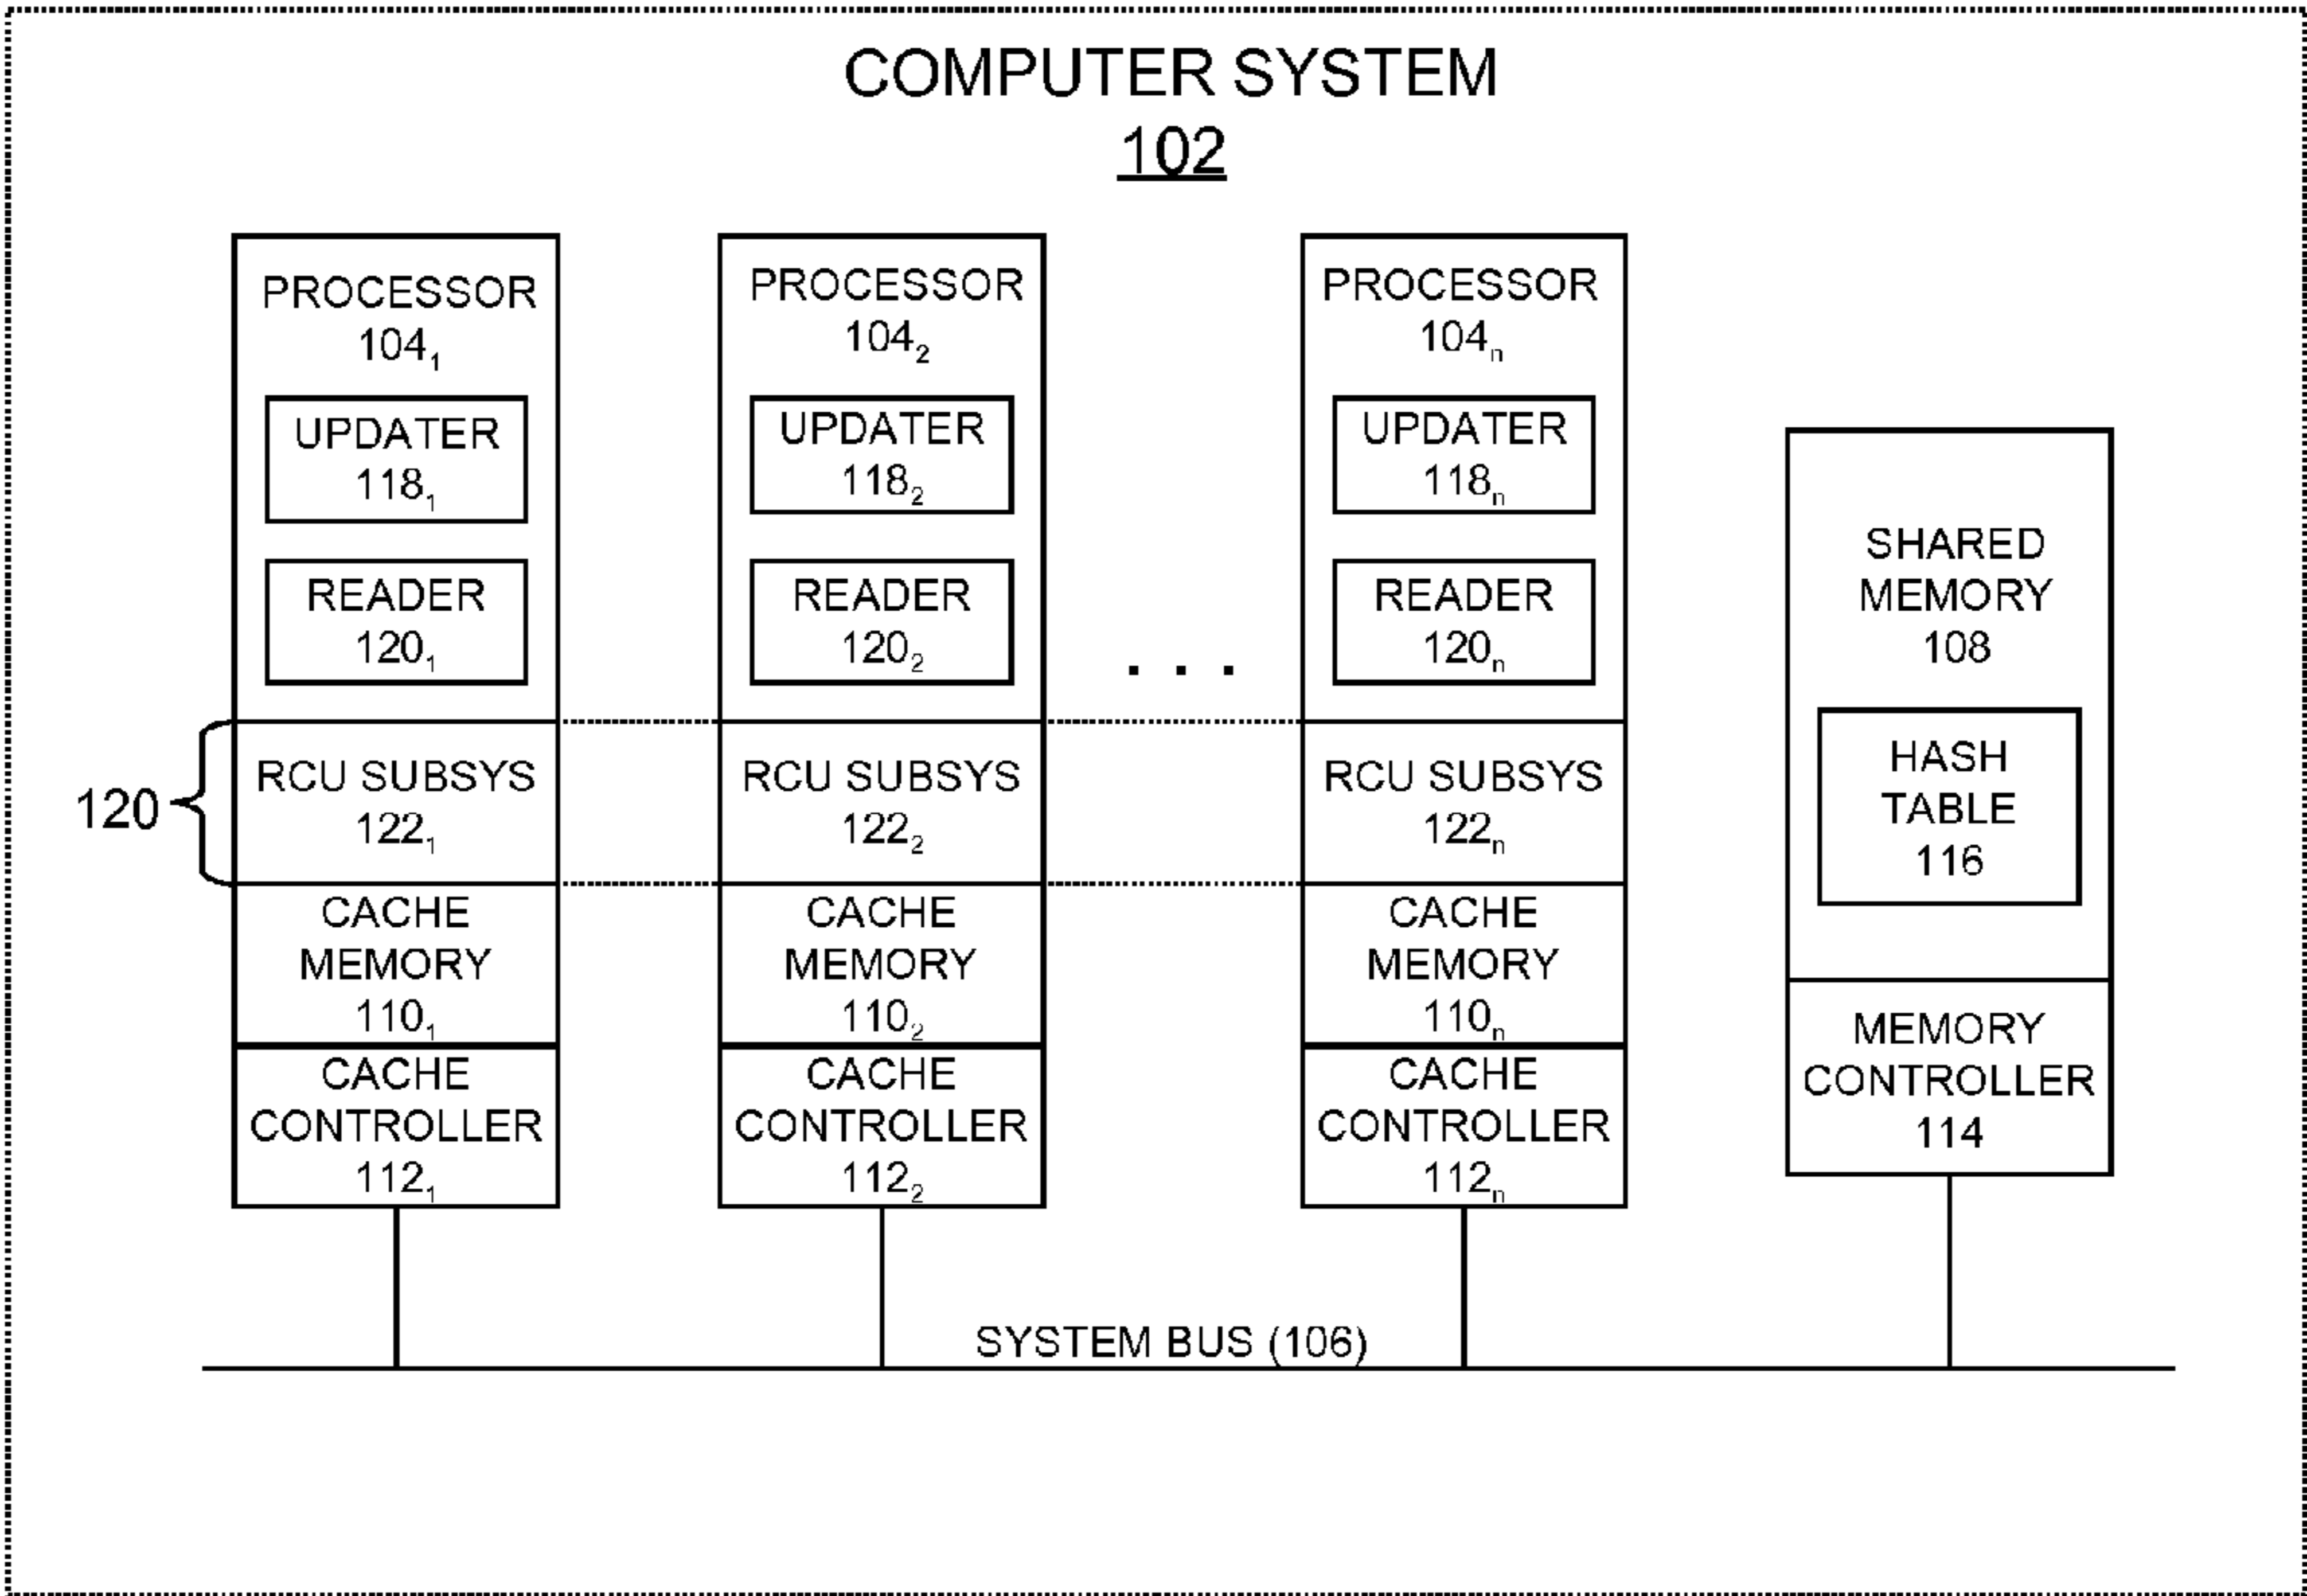 COMPUTER SYSTEM
102
PROCESSOR
104₁
UPDATER
118₁
READER
120₁
RCU SUBSYS
122₁
CACHE
MEMORY
110₁
CACHE
CONTROLLER
112₁
PROCESSOR
104₂
UPDATER
118₂
READER
120₂
RCU SUBSYS
122₂
CACHE
MEMORY
110₂
CACHE
CONTROLLER
112₂
. . .
PROCESSOR
104ₙ
UPDATER
118ₙ
READER
120ₙ
RCU SUBSYS
122ₙ
CACHE
MEMORY
110ₙ
CACHE
CONTROLLER
112ₙ
SHARED
MEMORY
108
HASH
TABLE
116
MEMORY
CONTROLLER
114
120
SYSTEM BUS (106)